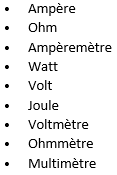 • Ampère
• Ohm
• Ampèremètre
• Watt
• Volt
• Joule
• Voltmètre
• Ohmmètre
• Multimètre